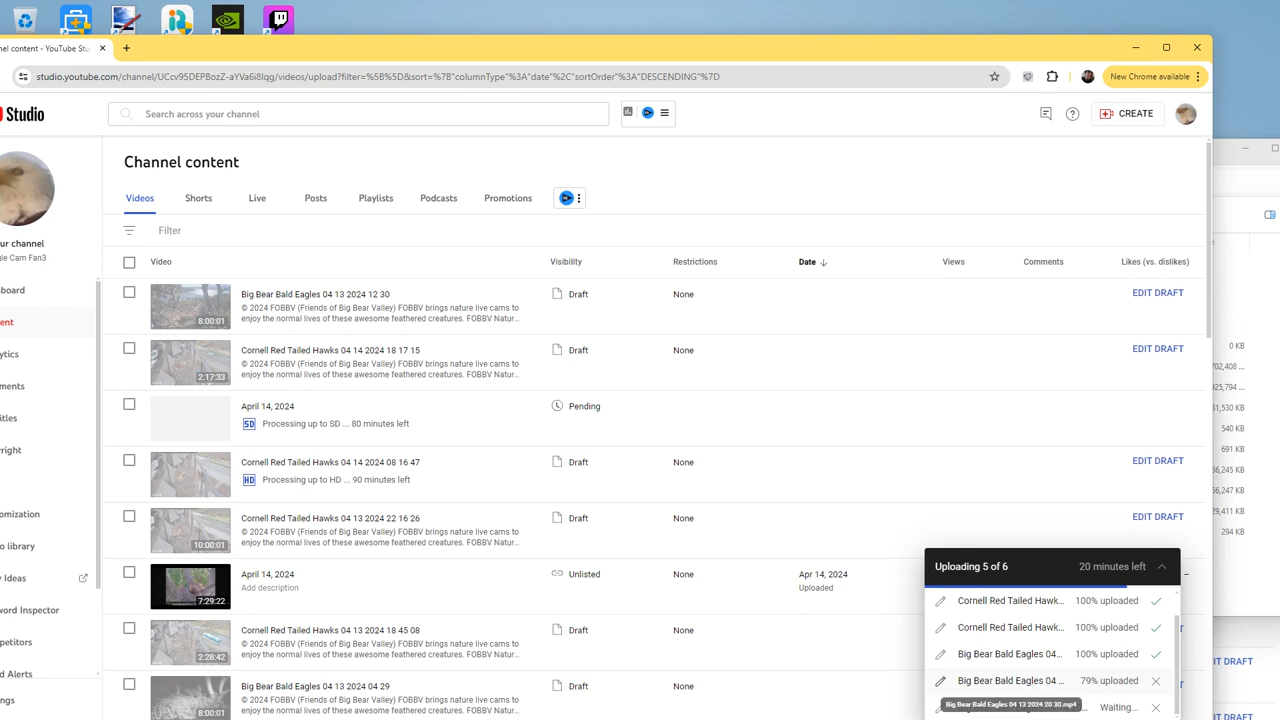 nel content - YouTube Stu
studio.youtube.com/channel/UCcv95DEPBozZ-aYVa6i8lqg/videos/upload?filter=%5B%5D&sort=%7B"columnType"%3A"date"%2C"sortOrder"%3A"DESCENDING"%7D
New Chrome available
Studio
Search across your channel
CREATE
Channel content
Videos Shorts Live Posts Playlists Podcasts Promotions
Filter
Video Visibility Restrictions Date Views Comments Likes (vs. dislikes)
ur channel
gle Cam Fan3
board
ent
ytics
ments
itles
right
omization
o library
Ideas
word Inspector
petitors
d Alerts
ngs
Big Bear Bald Eagles 04 13 2024 12 30
© 2024 FOBBV (Friends of Big Bear Valley) FOBBV brings nature live cams to
enjoy the normal lives of these awesome feathered creatures. FOBBV Natur...
8:00:01
Draft None EDIT DRAFT
Cornell Red Tailed Hawks 04 14 2024 18 17 15
© 2024 FOBBV (Friends of Big Bear Valley) FOBBV brings nature live cams to
enjoy the normal lives of these awesome feathered creatures. FOBBV Natur...
2:17:33
Draft None EDIT DRAFT
April 14, 2024
SD Processing up to SD ... 80 minutes left
Pending
Cornell Red Tailed Hawks 04 14 2024 08 16 47
HD Processing up to HD ... 90 minutes left
Draft None EDIT DRAFT
Cornell Red Tailed Hawks 04 13 2024 22 16 26
© 2024 FOBBV (Friends of Big Bear Valley) FOBBV brings nature live cams to
enjoy the normal lives of these awesome feathered creatures. FOBBV Natur...
10:00:01
Draft None EDIT DRAFT
April 14, 2024
Add description
7:29:22
Unlisted None Apr 14, 2024
Uploaded
Cornell Red Tailed Hawks 04 13 2024 18 45 08
© 2024 FOBBV (Friends of Big Bear Valley) FOBBV brings nature live cams to
enjoy the normal lives of these awesome feathered creatures. FOBBV Natur...
2:28:42
Draft None
Big Bear Bald Eagles 04 13 2024 04 29
© 2024 FOBBV (Friends of Big Bear Valley) FOBBV brings nature live cams to
enjoy the normal lives of these awesome feathered creatures. FOBBV Natur...
8:00:01
Draft None
Uploading 5 of 6 20 minutes left
Cornell Red Tailed Hawk... 100% uploaded
Cornell Red Tailed Hawk... 100% uploaded
Big Bear Bald Eagles 04... 100% uploaded
Big Bear Bald Eagles 04 ... 79% uploaded
Big Bear Bald Eagles 04 13 2024 20 30.mp4
Waiting...
0 KB
702,408 ...
925,794 ...
31,530 KB
540 KB
691 KB
56,245 KB
56,247 KB
29,411 KB
294 KB
DRAFT
DRAFT